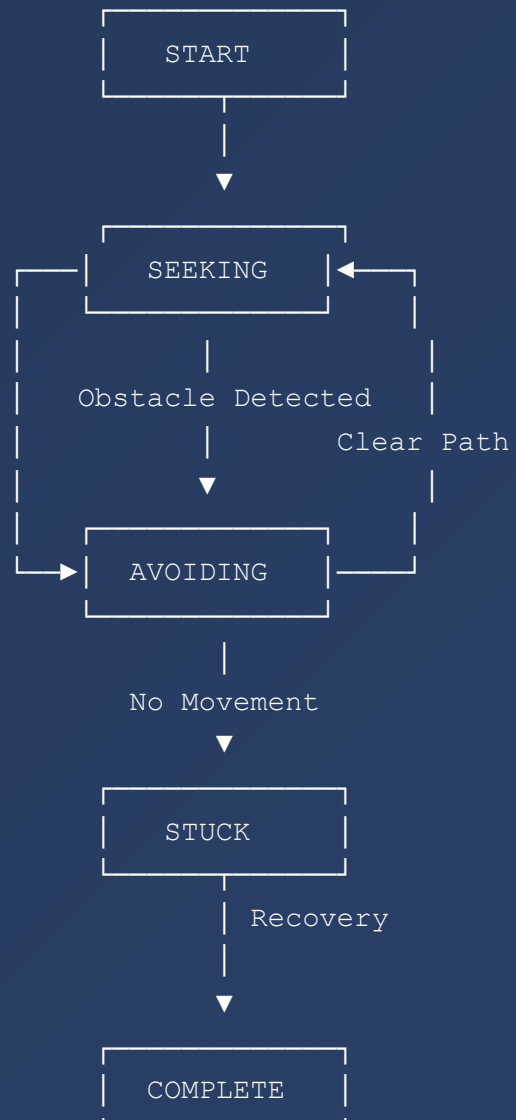 START
SEEKING
Obstacle Detected
Clear Path
AVOIDING
No Movement
STUCK
Recovery
COMPLETE